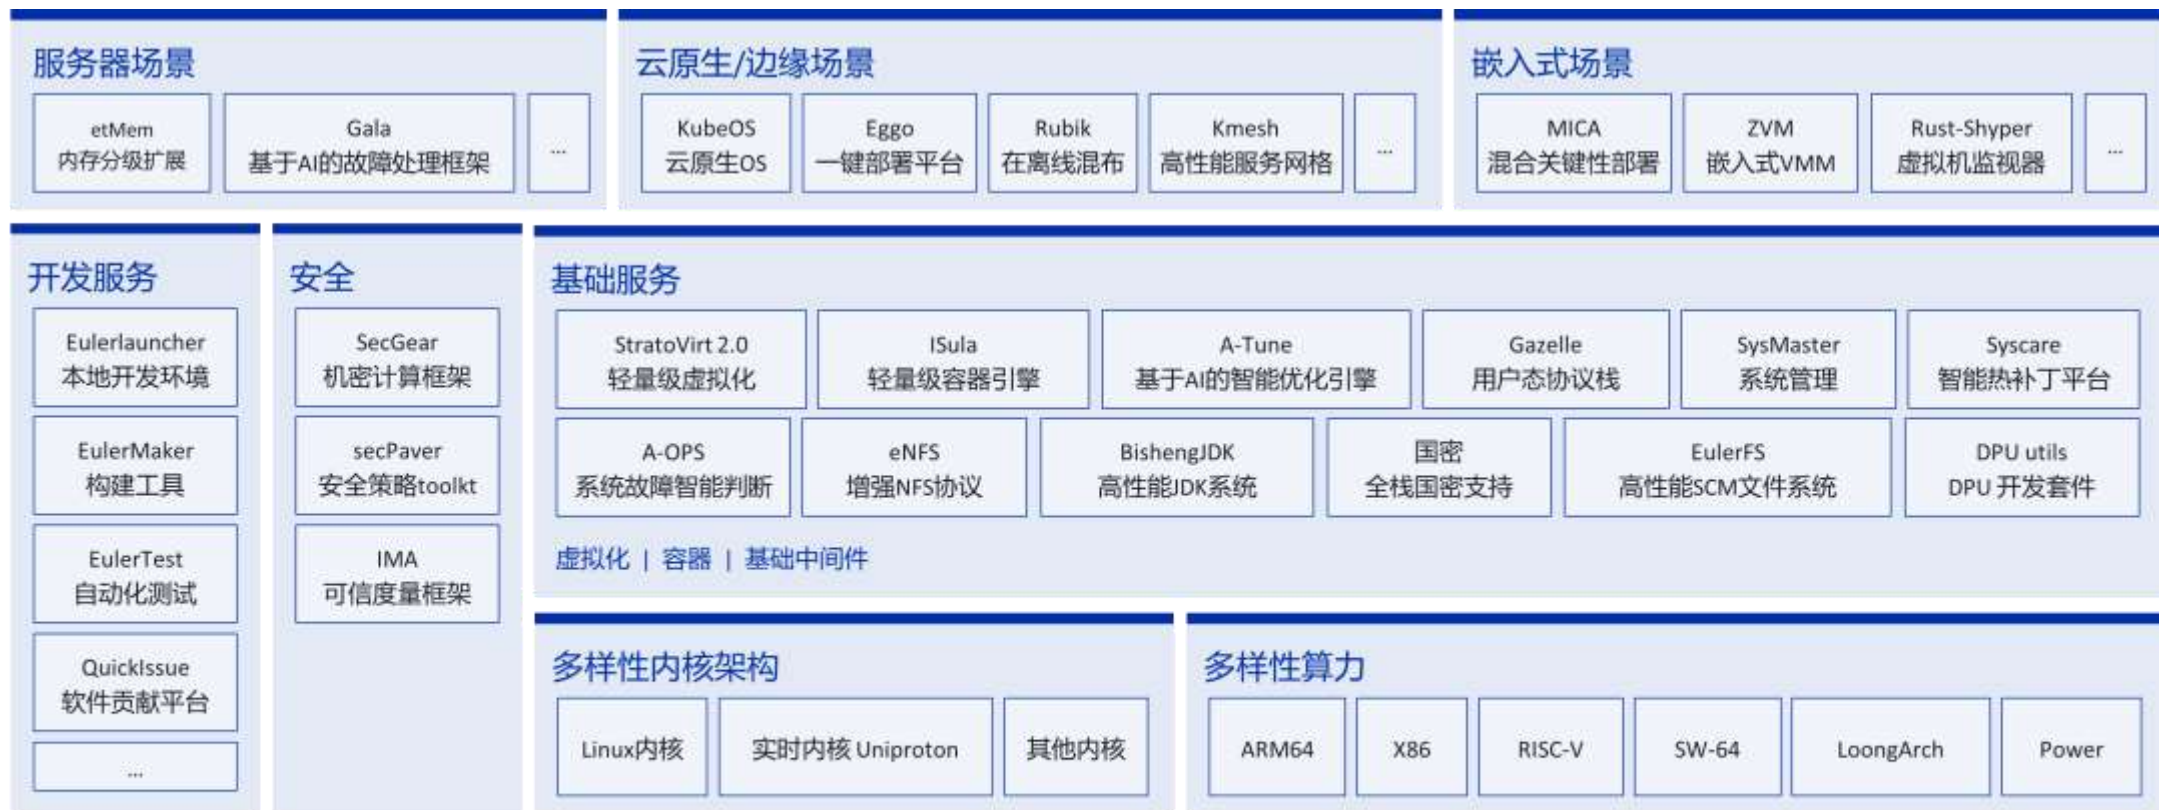 服务器场景
etMem
内存分级扩展
Gala
基于AI的故障处理框架
...
云原生/边缘场景
KubeOS
云原生OS
Eggo
一键部署平台
Rubik
在离线混布
Kmesh
高性能服务网格
...
嵌入式场景
MICA
混合关键性部署
ZVM
嵌入式VMM
Rust-Shyper
虚拟机监视器
...
开发服务
Eulerlauncher
本地开发环境
EulerMaker
构建工具
EulerTest
自动化测试
QuickIssue
软件贡献平台
...
安全
SecGear
机密计算框架
secPaver
安全策略toolkt
IMA
可信度量框架
基础服务
StratoVirt 2.0
轻量级虚拟化
ISula
轻量级容器引擎
A-Tune
基于AI的智能优化引擎
Gazelle
用户态协议栈
SysMaster
系统管理
Syscare
智能热补丁平台
A-OPS
系统故障智能判断
eNFS
增强NFS协议
BishengJDK
高性能JDK系统
国密
全栈国密支持
EulerFS
高性能SCM文件系统
DPU utils
DPU 开发套件
虚拟化 | 容器 | 基础中间件
多样性内核架构
Linux内核
实时内核 Uniproton
其他内核
多样性算力
ARM64
X86
RISC-V
SW-64
LoongArch
Power